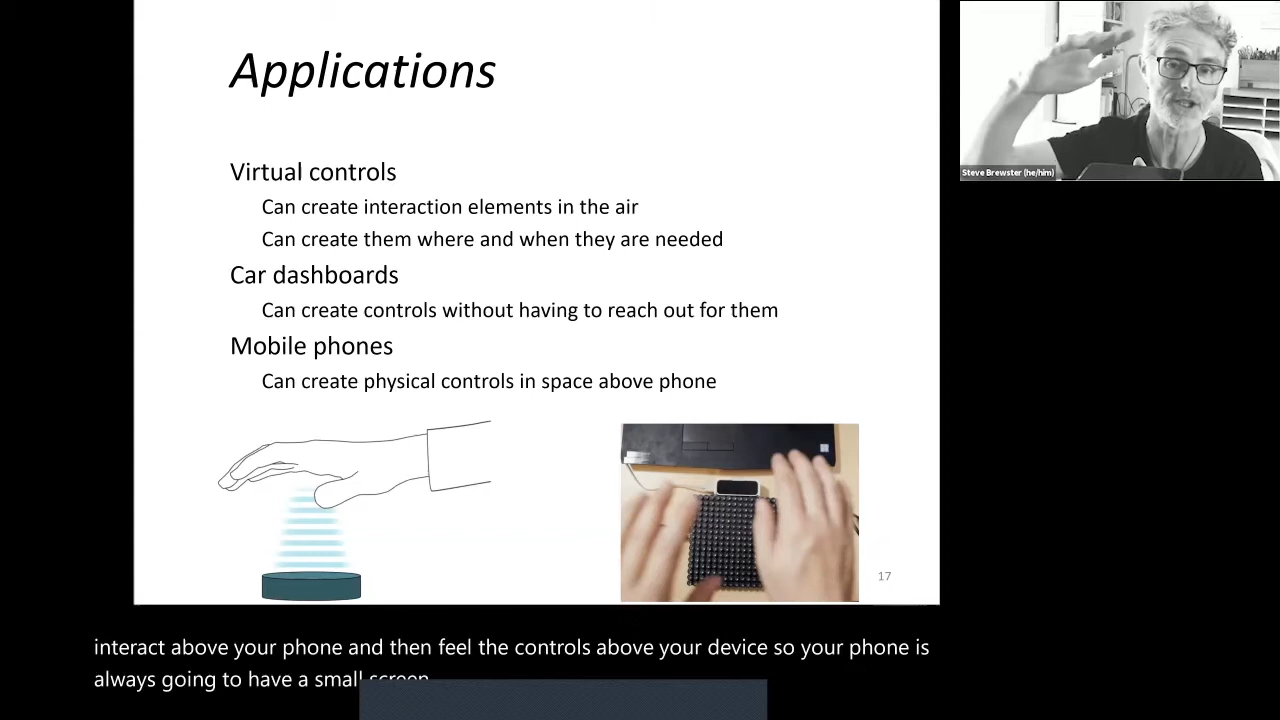 Applications
Virtual controls
Can create interaction elements in the air
Can create them where and when they are needed
Car dashboards
Can create controls without having to reach out for them
Mobile phones
Can create physical controls in space above phone
17
Steve Brewster (he/him)
interact above your phone and then feel the controls above your device so your phone is
always going to have a small screen